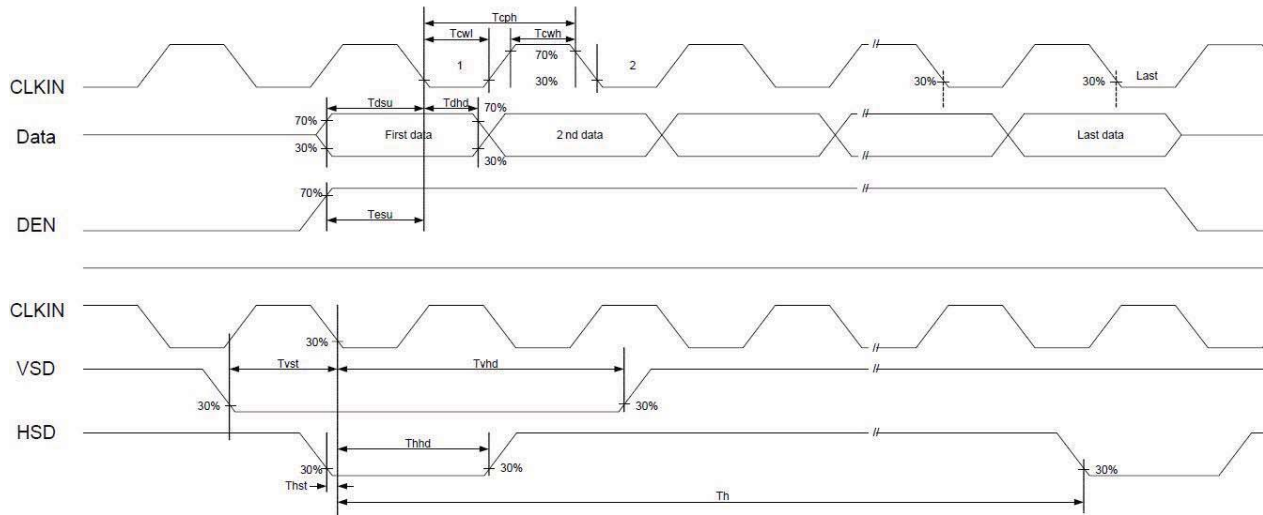 Tcph
Tcwl
Tcwh
CLKIN
1
70%
30%
2
//
30%
30%
Last
Tdsu
Tdhd
70%
Data
70%
30%
First data
30%
2 nd data
//
Last data
DEN
70%
Tesu
//
CLKIN
30%
//
VSD
Tvst
Tvhd
//
30%
30%
HSD
Thhd
//
30%
30%
30%
Thst
Th